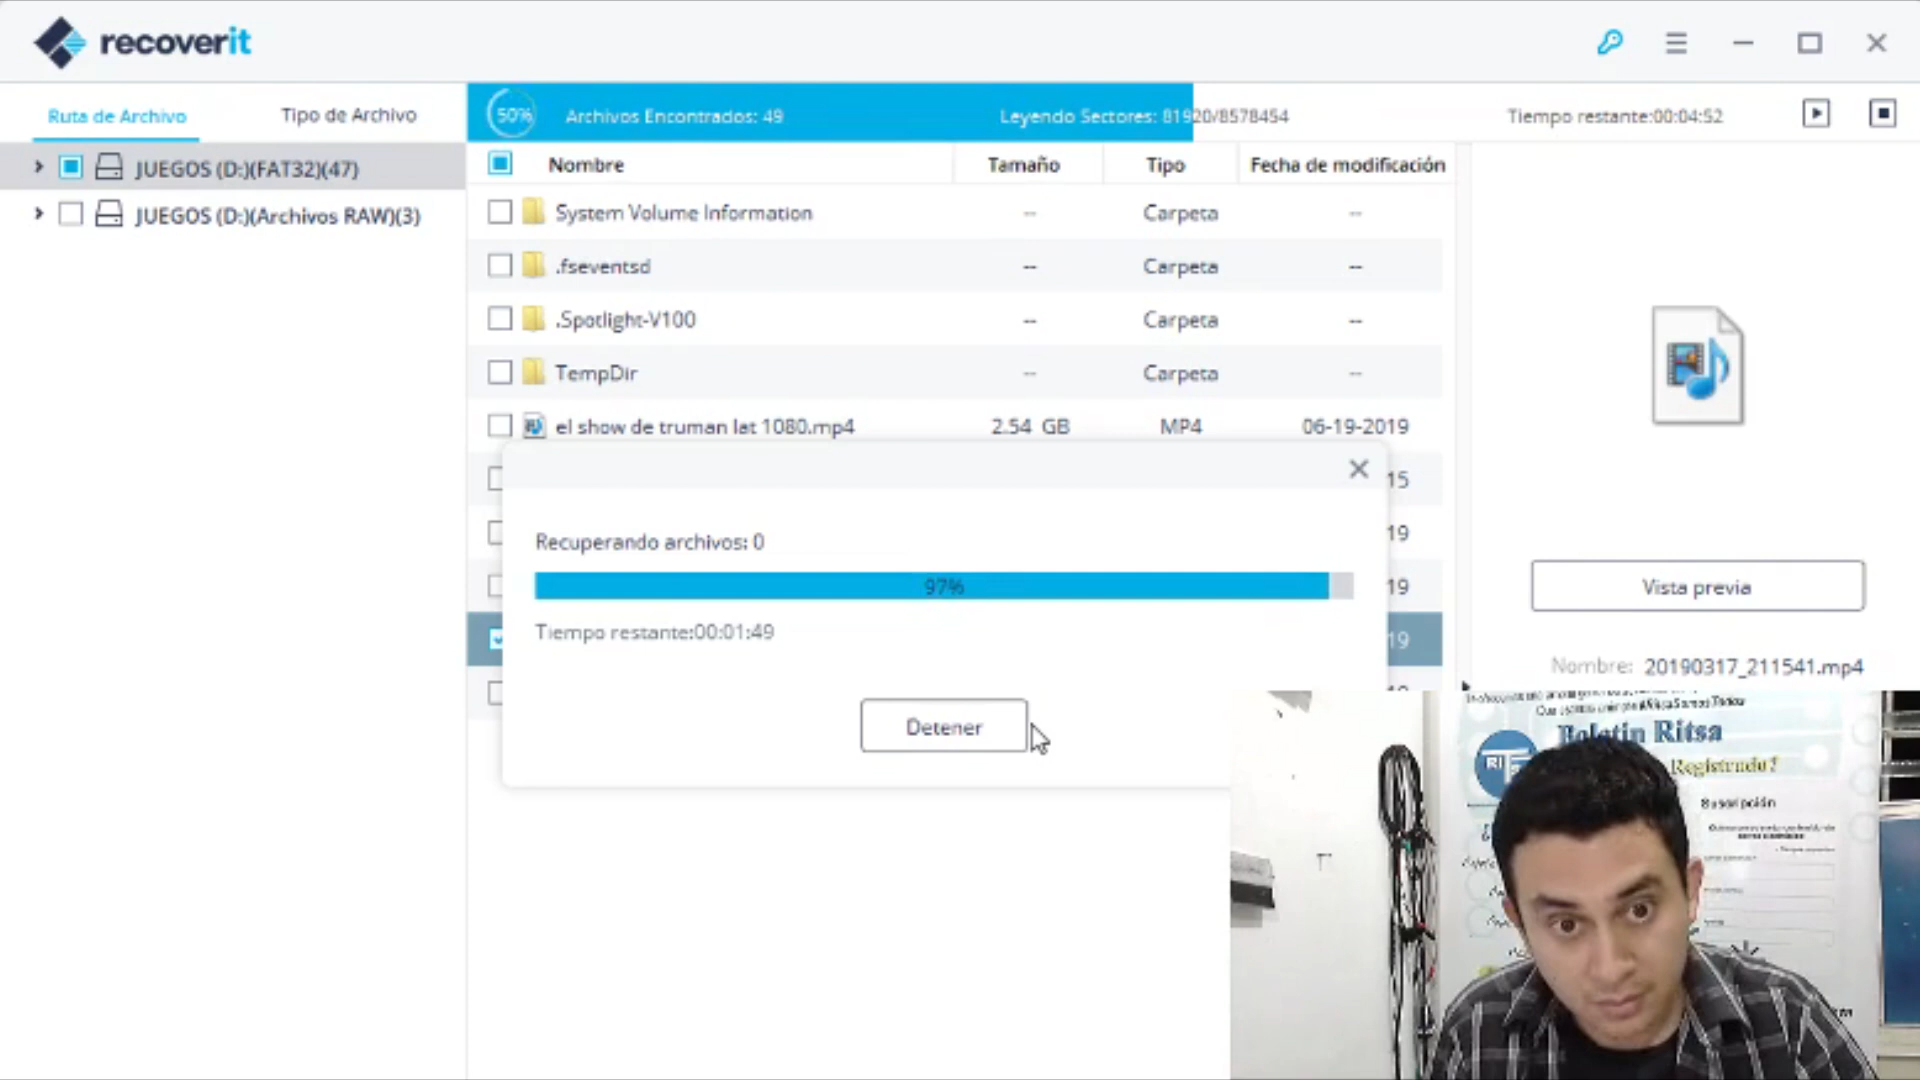 recoverit
Ruta de Archivo
Tipo de Archivo
50%
Archivos Encontrados: 49
Leyendo Sectores: 81920/8578454
Tiempo restante:00:04:52
JUEGOS (D:)(FAT32)(47)
JUEGOS (D:)(Archivos RAW)(3)
Nombre Tamaño Tipo Fecha de modificación
System Volume Information -- Carpeta --
.fseventsd -- Carpeta --
.Spotlight-V100 -- Carpeta --
TempDir -- Carpeta --
el show de truman lat 1080.mp4 2.54 GB MP4 06-19-2019
15
19
19
19
Recuperando archivos: 0
97%
Tiempo restante:00:01:49
Detener
Vista previa
Nombre: 20190317_211541.mp4
Boletin Ritsa
Registrado?
Suscripción